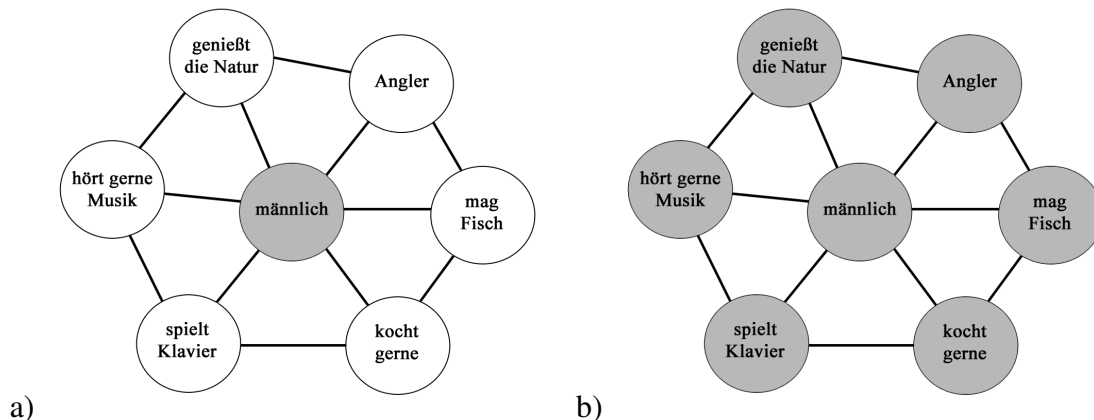 genießt
die Natur
Angler
hört gerne
Musik
männlich
mag
Fisch
spielt
Klavier
kocht
gerne
a)
genießt
die Natur
Angler
hört gerne
Musik
männlich
mag
Fisch
spielt
Klavier
kocht
gerne
b)